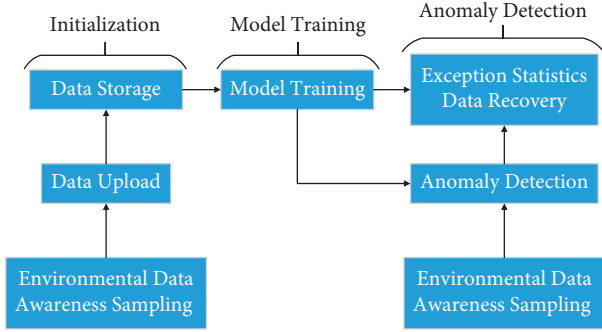 Initialization
Model Training
Anomaly Detection
Data Storage
Model Training
Exception Statistics
Data Recovery
Data Upload
Anomaly Detection
Environmental Data
Awareness Sampling
Environmental Data
Awareness Sampling